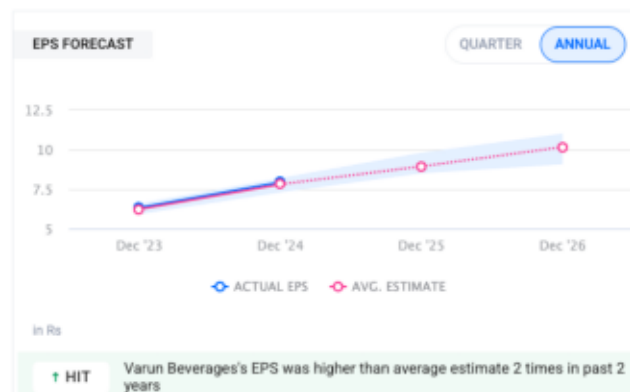 EPS FORECAST
QUARTER
ANNUAL
12.5
10
7.5
5
Dec '23
Dec '24
Dec '25
Dec '26
ACTUAL EPS
AVG. ESTIMATE
in Rs
↑ HIT
Varun Beverages's EPS was higher than average estimate 2 times in past 2
years